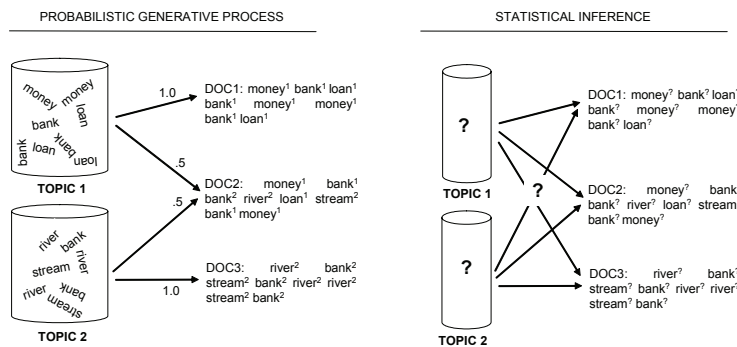 PROBABILISTIC GENERATIVE PROCESS
money
money
loan
bank
bank
bank
loan
loan
TOPIC 1
river
bank
river
stream
river
bank
stream
TOPIC 2
1.0
.5
.5
1.0
DOC1: money¹ bank¹ loan¹
bank¹ money¹ money¹
bank¹ loan¹
DOC2: money¹ bank¹
bank² river² loan¹ stream²
bank¹ money¹
DOC3: river² bank²
stream² bank² river² river²
stream² bank²
STATISTICAL INFERENCE
?
TOPIC 1
?
?
TOPIC 2
DOC1: money? bank? loan
bank? money? money
bank? loan?
DOC2: money? bank
bank? river? loan? stream
bank? money?
DOC3: river? bank
stream? bank? river? river
stream? bank?